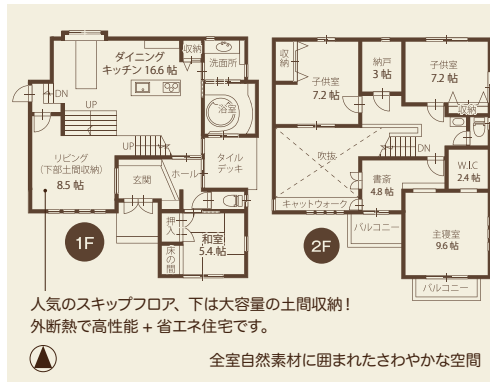 ダイニング
キッチン 16.6 帖
収納
洗面所
浴室
DN
UP
UP
リビング
(下部土間収納)
8.5 帖
玄関
ホール
タイル
デッキ
押入
和室
5.4 帖
床の間
1F
収納
子供室
7.2 帖
納戸
3 帖
子供室
7.2 帖
収納
吹抜
DN
書斎
4.8 帖
W.I.C
2.4 帖
キャットウォーク
バルコニー
主寝室
9.6 帖
バルコニー
2F
人気のスキップフロア、下は大容量の土間収納!
外断熱で高性能 + 省エネ住宅です。
全室自然素材に囲まれたさわやかな空間